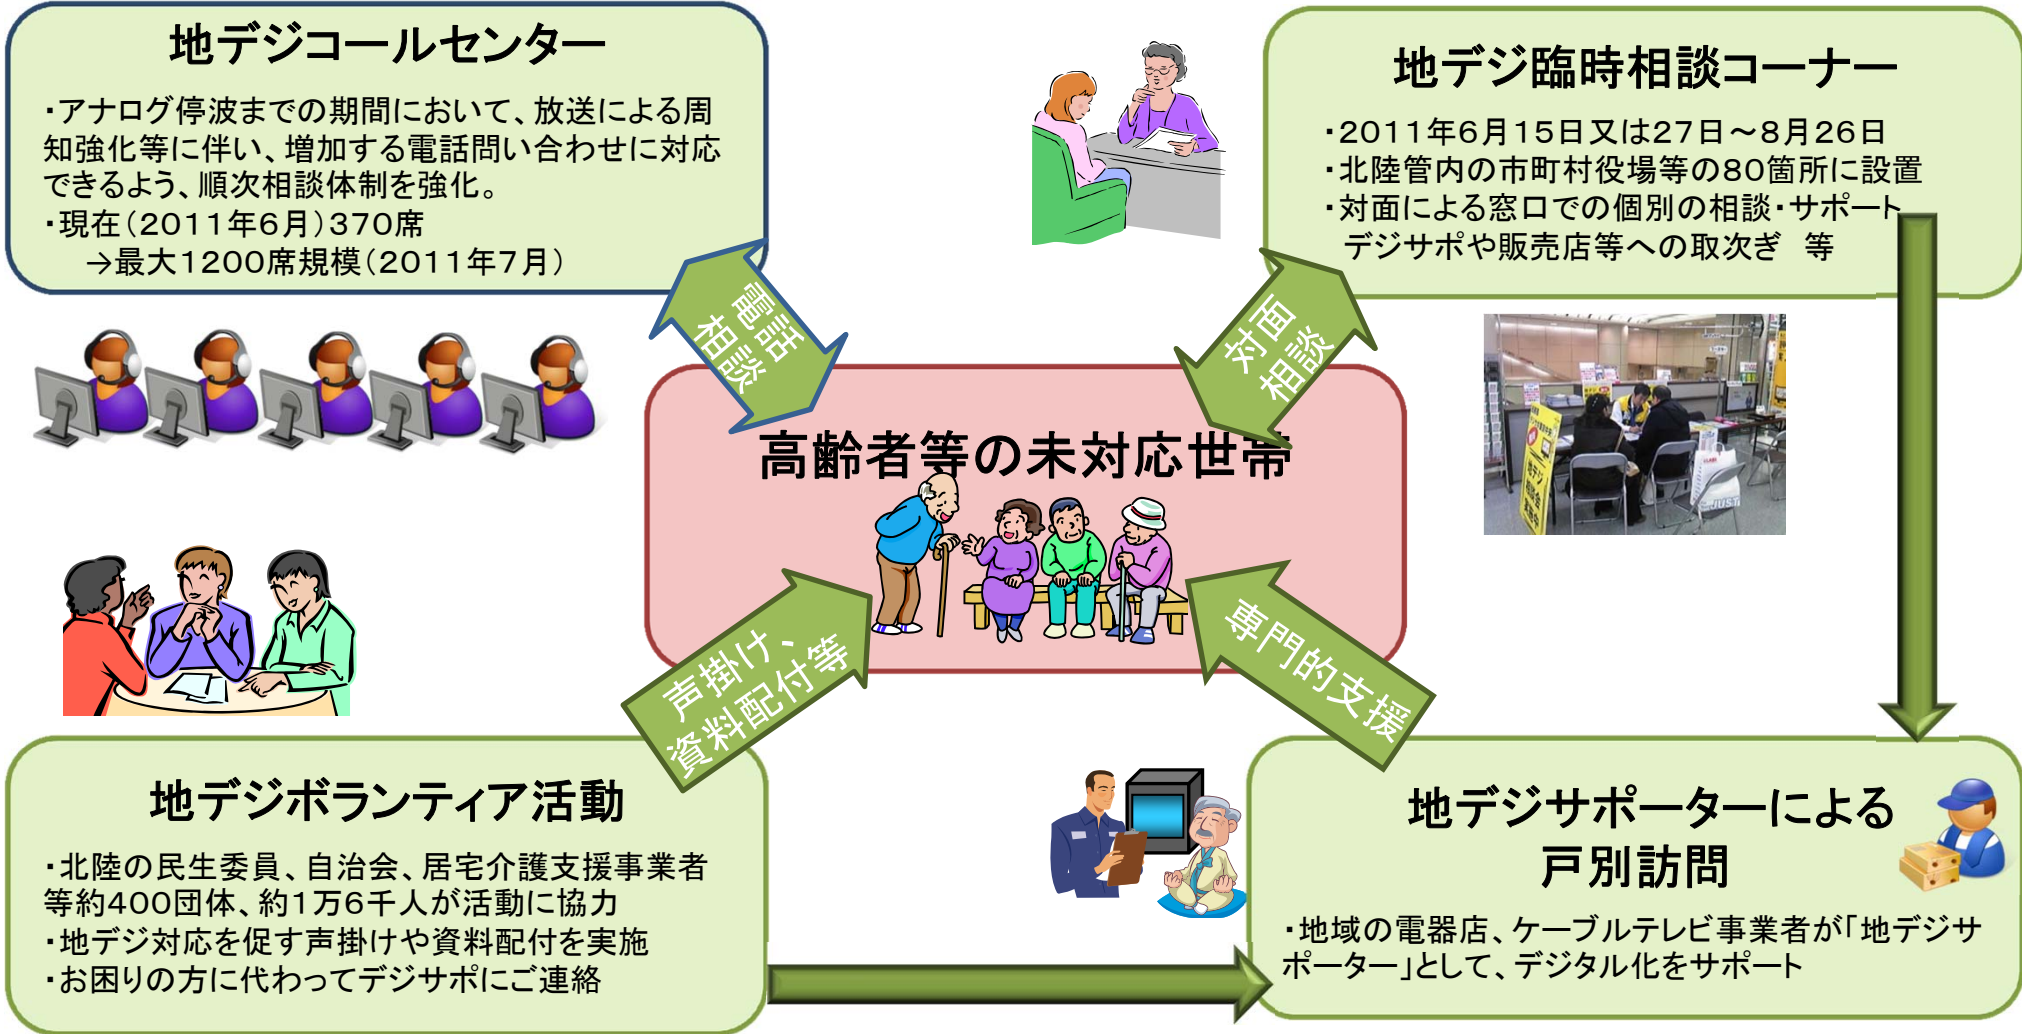 地デジコールセンター
・アナログ停波までの期間において、放送による周
知強化等に伴い、増加する電話問い合わせに対応
できるよう、順次相談体制を強化。
・現在（2011年6月）370席
→最大1200席規模（2011年7月）
地デジ臨時相談コーナー
・2011年6月15日又は27日～8月26日
・北陸管内の市町村役場等の80箇所に設置
・対面による窓口での個別の相談・サポート
デジサポや販売店等への取次ぎ　等
電話
相談
対面
相談
高齢者等の未対応世帯
声掛け、
資料配付等
専門的支援
地デジボランティア活動
・北陸の民生委員、自治会、居宅介護支援事業者
等約400団体、約1万6千人が活動に協力
・地デジ対応を促す声掛けや資料配付を実施
・お困りの方に代わってデジサポにご連絡
地デジサポーターによる
戸別訪問
・地域の電器店、ケーブルテレビ事業者が「地デジサ
ポーター」として、デジタル化をサポート